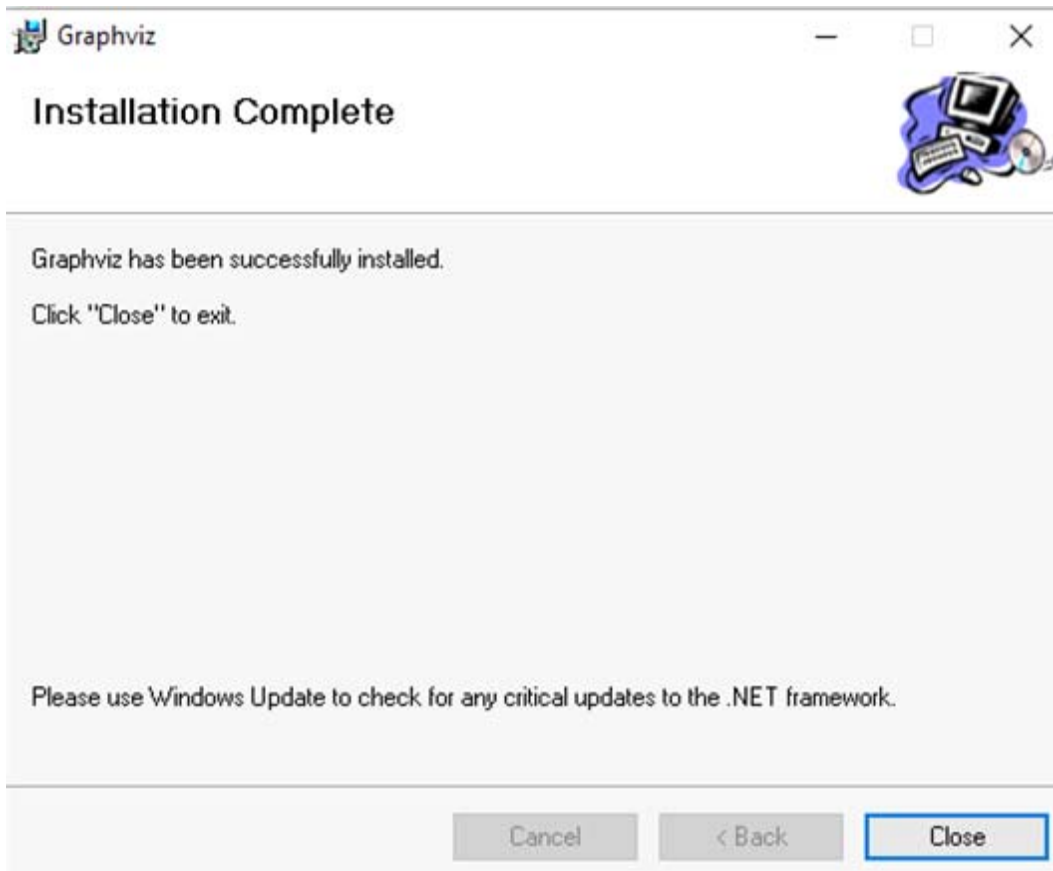 Graphviz
Installation Complete
Graphviz has been successfully installed.
Click "Close" to exit.
Please use Windows Update to check for any critical updates to the .NET framework.
Cancel
< Back
Close